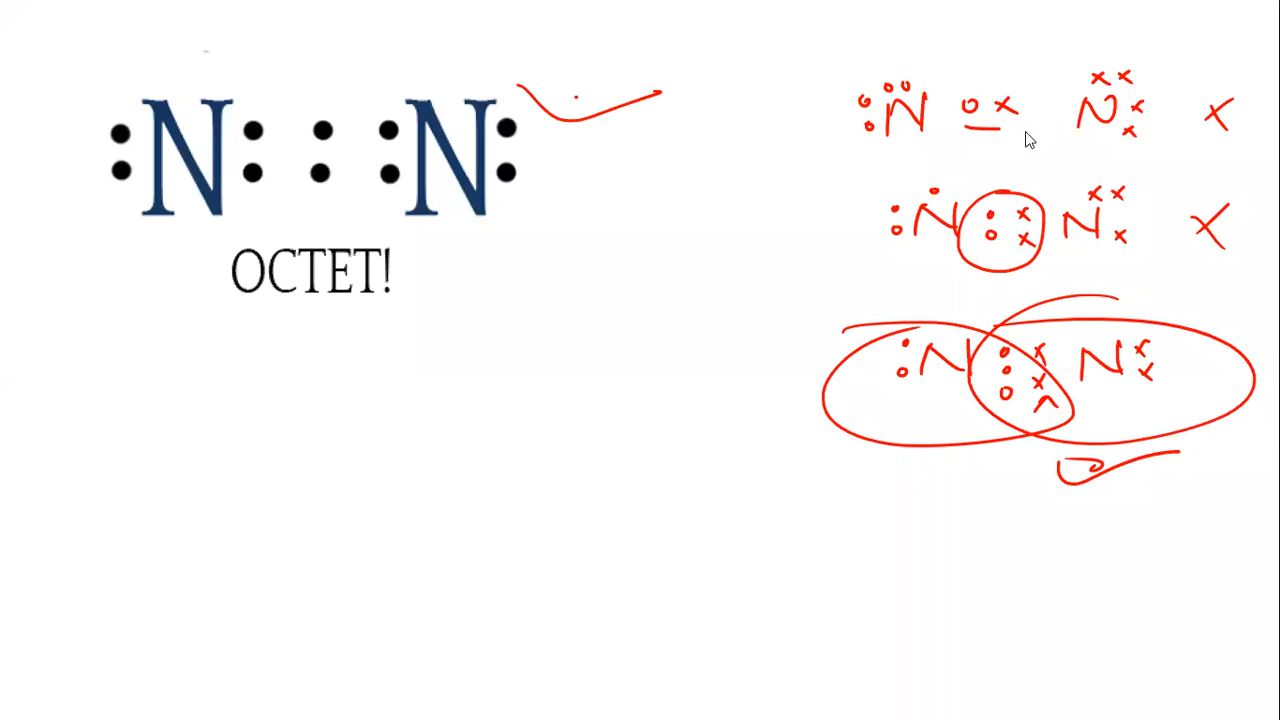 N : : : N :
OCTET!
N o x N x
N N x
N N